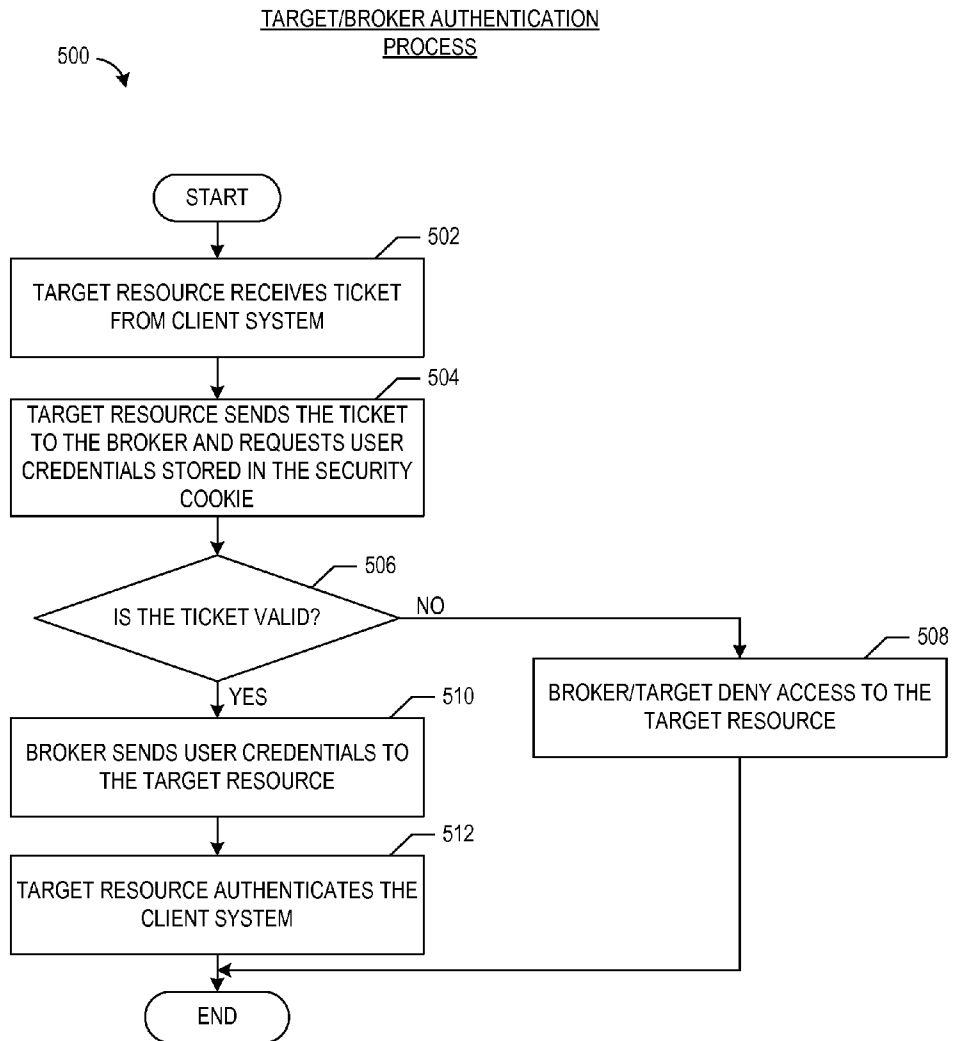 TARGET/BROKER AUTHENTICATION
PROCESS
500
START
502
TARGET RESOURCE RECEIVES TICKET
FROM CLIENT SYSTEM
504
TARGET RESOURCE SENDS THE TICKET
TO THE BROKER AND REQUESTS USER
CREDENTIALS STORED IN THE SECURITY
COOKIE
506
IS THE TICKET VALID?
NO
508
BROKER/TARGET DENY ACCESS TO THE
TARGET RESOURCE
YES
510
BROKER SENDS USER CREDENTIALS TO
THE TARGET RESOURCE
512
TARGET RESOURCE AUTHENTICATES THE
CLIENT SYSTEM
END